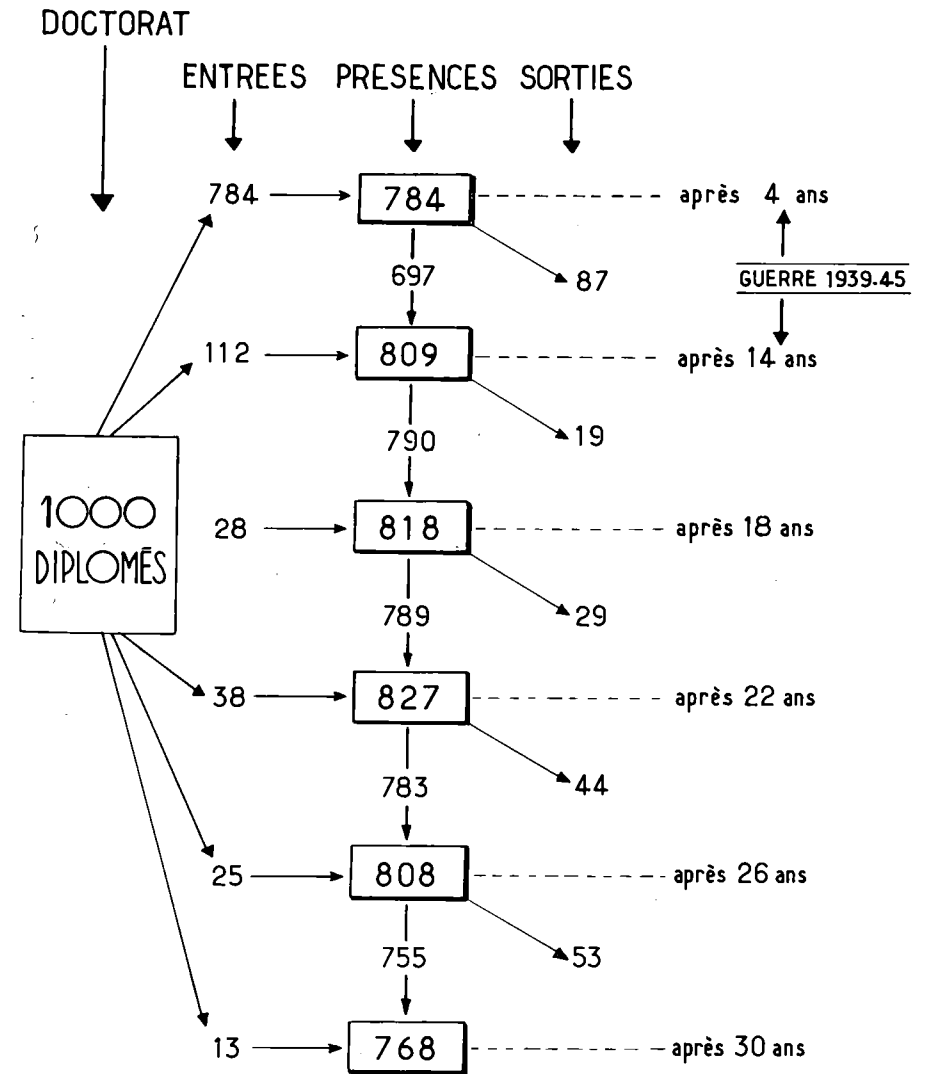 DOCTORAT
ENTREES PRESENCES SORTIES
784 784 après 4 ans
697 87 GUERRE 1939-45
112 809 après 14 ans
790 19
1000
DIPLOMÉS
28 818 après 18 ans
789 29
38 827 après 22 ans
783 44
25 808 après 26 ans
755 53
13 768 après 30 ans